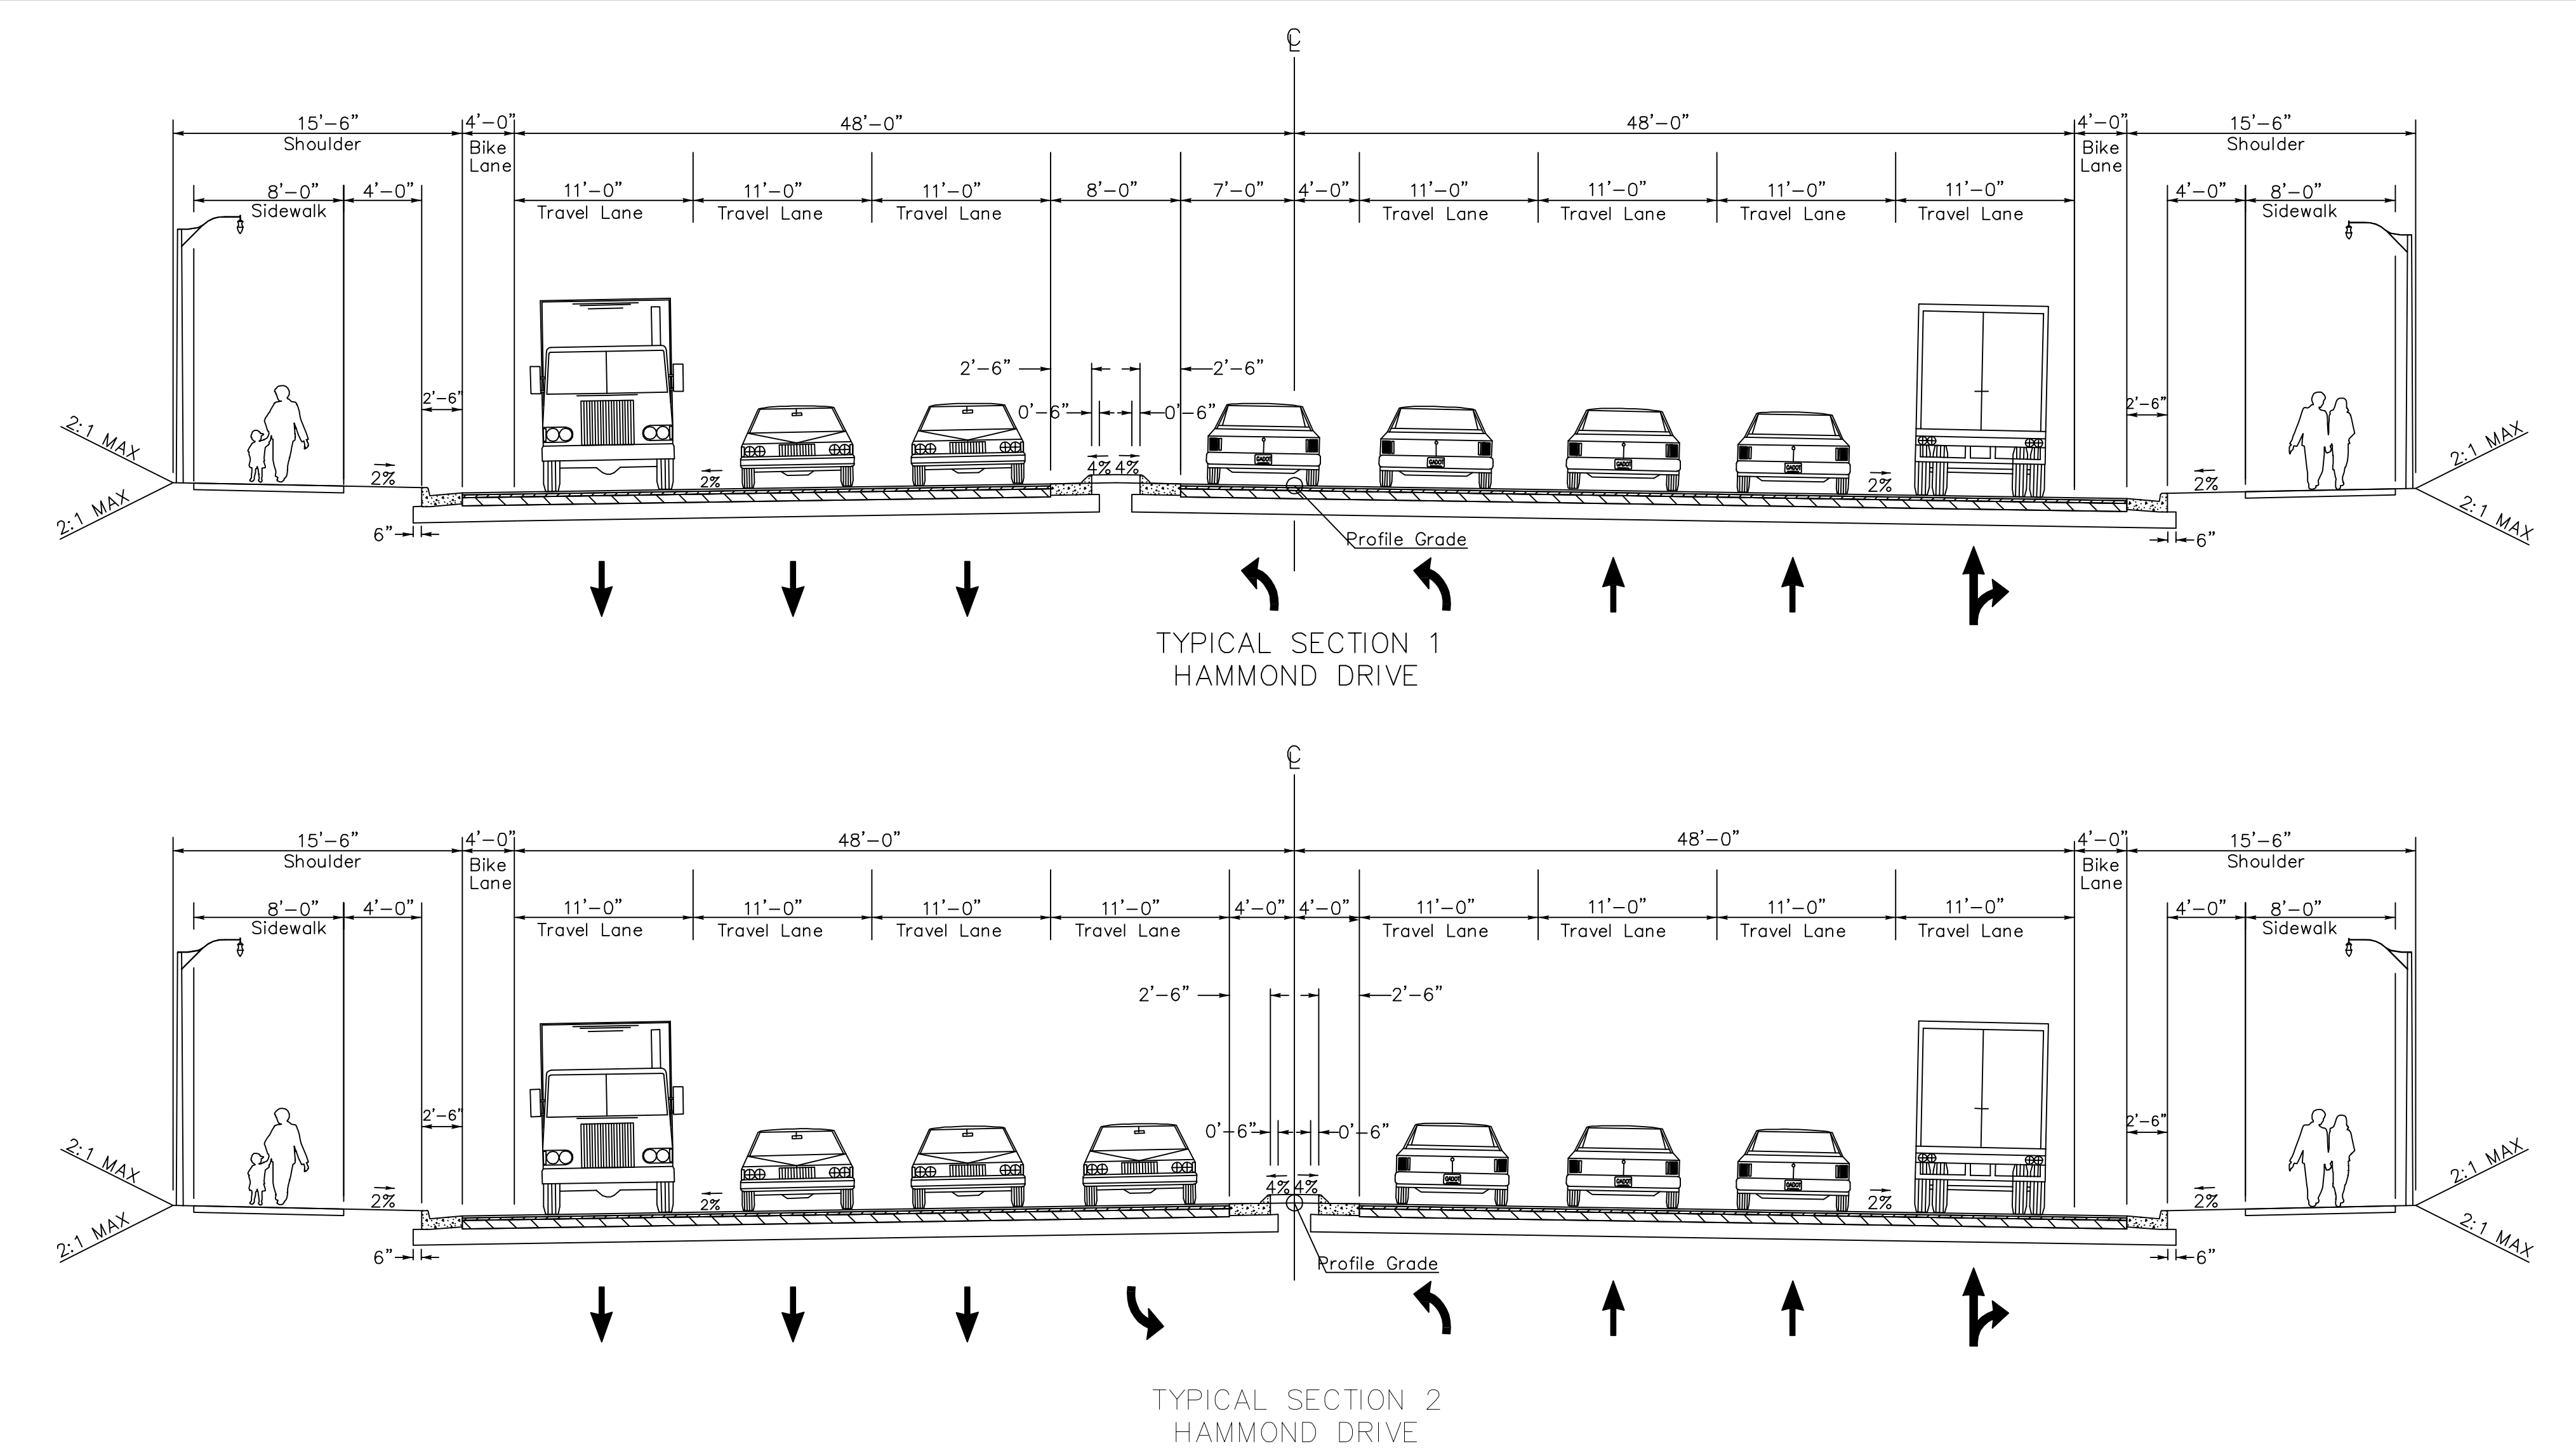 ℄
15'-6" 4'-0" 48'-0" 48'-0" 4'-0" 15'-6"
Shoulder Bike Lane Bike Lane Shoulder
8'-0" 4'-0" 11'-0" 11'-0" 11'-0" 8'-0" 7'-0" 4'-0" 11'-0" 11'-0" 11'-0" 11'-0" 4'-0" 8'-0"
Sidewalk Travel Lane Travel Lane Travel Lane Travel Lane Travel Lane Travel Lane Travel Lane Sidewalk
2'-6" 2'-6"
2'-6" 0'-6" 0'-6" 2'-6"
2:1 MAX 2:1 MAX
2% 2% 4% 4% 2% 2%
GADOT GADOT GADOT GADOT
2:1 MAX 2:1 MAX
6" Profile Grade 6"
TYPICAL SECTION 1
HAMMOND DRIVE
℄
15'-6" 4'-0" 48'-0" 48'-0" 4'-0" 15'-6"
Shoulder Bike Lane Bike Lane Shoulder
8'-0" 4'-0" 11'-0" 11'-0" 11'-0" 11'-0" 4'-0" 4'-0" 11'-0" 11'-0" 11'-0" 11'-0" 4'-0" 8'-0"
Sidewalk Travel Lane Travel Lane Travel Lane Travel Lane Travel Lane Travel Lane Travel Lane Travel Lane Sidewalk
2'-6" 2'-6"
2'-6" 0'-6" 0'-6" 2'-6"
2:1 MAX 2:1 MAX
2% 2% 4% 4% 2% 2%
GADOT GADOT GADOT
2:1 MAX 2:1 MAX
6" Profile Grade 6"
TYPICAL SECTION 2
HAMMOND DRIVE